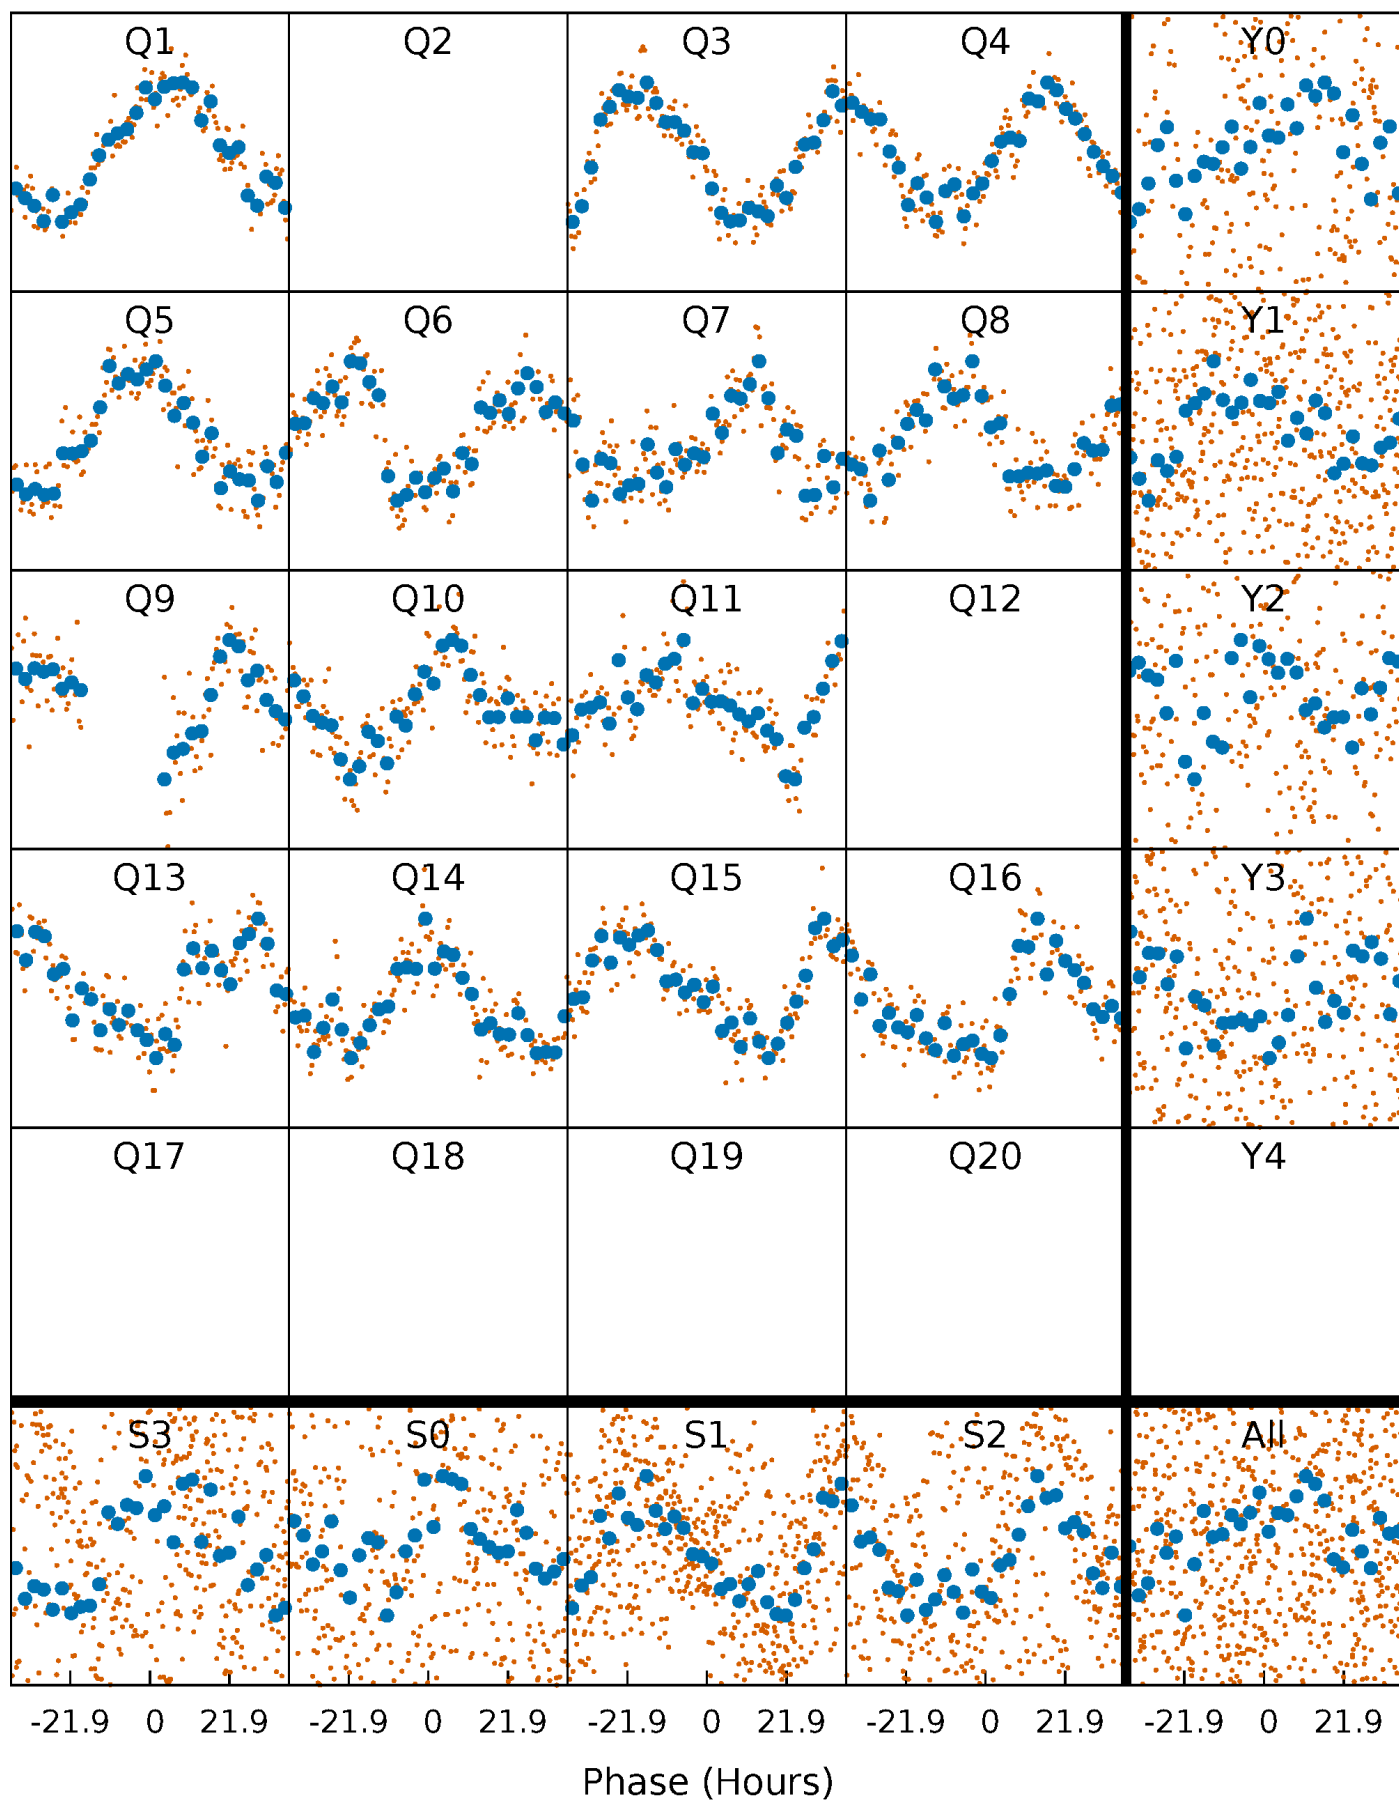 Q1 Q2 Q3 Q4 Y0
Q5 Q6 Q7 Q8 Y1
Q9 Q10 Q11 Q12 Y2
Q13 Q14 Q15 Q16 Y3
Q17 Q18 Q19 Q20 Y4
S3 S0 S1 S2 All
-21.9 0 21.9 -21.9 0 21.9 -21.9 0 21.9 -21.9 0 21.9 -21.9 0 21.9
Phase (Hours)